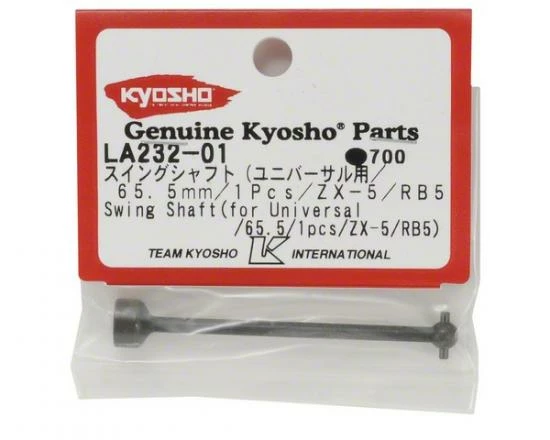 KYOSHO
Genuine Kyosho® Parts
LA232-01 ●700
スイングシャフト(ユニバーサル用/
65.5mm/1Pcs/ZX-5/RB5
Swing Shaft(for Universal
/65.5/1pcs/ZX-5/RB5)
TEAM KYOSHO K INTERNATIONAL